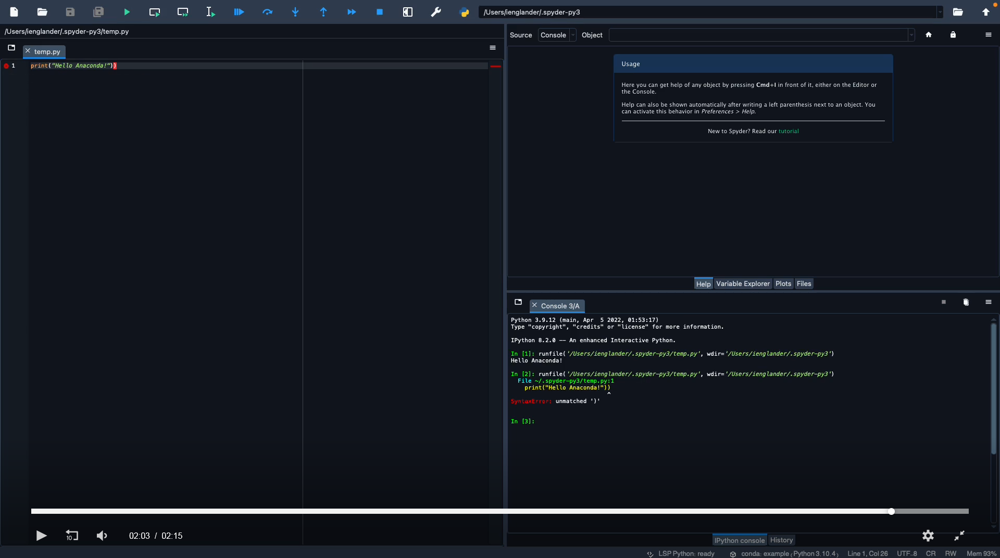 /Users/ienglander/.spyder-py3
/Users/ienglander/.spyder-py3/temp.py
temp.py
1 print("Hello Anaconda!"))
Source Console Object
Usage
Here you can get help of any object by pressing Cmd+I in front of it, either on the Editor or
the Console.
Help can also be shown automatically after writing a left parenthesis next to an object. You
can activate this behavior in Preferences > Help.
New to Spyder? Read our tutorial
Help Variable Explorer Plots Files
Console 3/A
Python 3.9.12 (main, Apr  5 2022, 01:53:17)
Type "copyright", "credits" or "license" for more information.
IPython 8.2.0 -- An enhanced Interactive Python.
In [1]: runfile('/Users/ienglander/.spyder-py3/temp.py', wdir='/Users/ienglander/.spyder-py3')
Hello Anaconda!
In [2]: runfile('/Users/ienglander/.spyder-py3/temp.py', wdir='/Users/ienglander/.spyder-py3')
File ~/.spyder-py3/temp.py:1
print("Hello Anaconda!"))
^
SyntaxError: unmatched ')'
In [3]:
10 02:03 / 02:15
IPython console History
LSP Python: ready conda: example (Python 3.10.4) Line 1, Col 26 UTF-8 CR RW Mem 93%